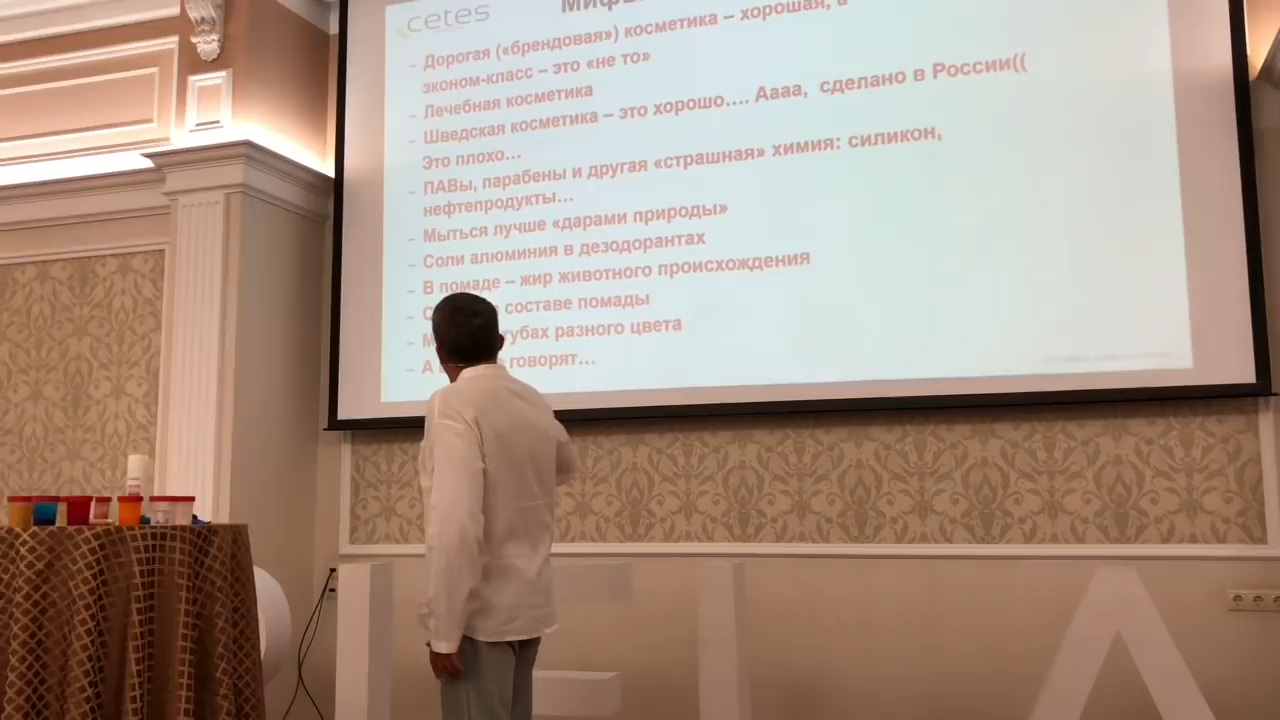 cetes
Мифы
– Дорогая («брендовая») косметика – хорошая, а
эконом-класс – это «не то»
– Лечебная косметика
– Шведская косметика – это хорошо…. Аааа, сделано в России((
Это плохо…
– ПАВы, парабены и другая «страшная» химия: силикон,
нефтепродукты…
– Мыться лучше «дарами природы»
– Соли алюминия в дезодорантах
– В помаде – жир животного происхождения
– составе помады
– губах разного цвета
– А говорят…